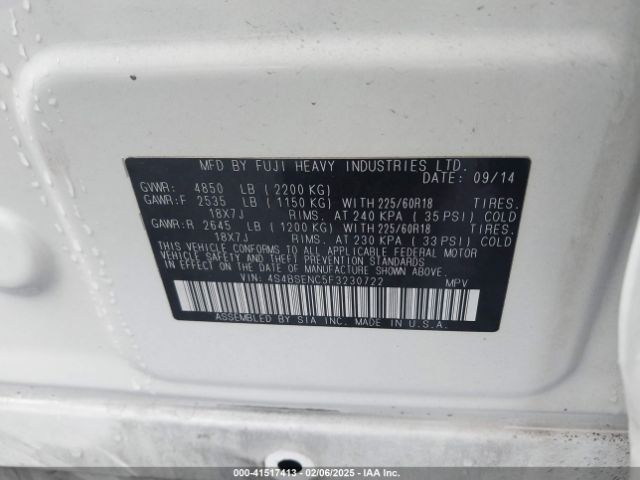 MFD BY FUJI HEAVY INDUSTRIES LTD.
DATE: 09/14
GVWR: 4850 LB (2200 KG)
GAWR:F 2535 LB (1150 KG) WITH 225/60R18 TIRES.
18X7J RIMS. AT 240 KPA (35 PSI) COLD
GAWR:R 2645 LB (1200 KG) WITH 225/60R18 TIRES.
18X7J RIMS. AT 230 KPA (33 PSI) COLD
THIS VEHICLE CONFORMS TO ALL APPLICABLE FEDERAL MOTOR
VEHICLE SAFETY AND THEFT PREVENTION STANDARDS
IN EFFECT ON THE DATE OF MANUFACTURE SHOWN ABOVE.
VIN: 4S4BSENC5F3230722 MPV
ASSEMBLED BY SIA INC. MADE IN U.S.A.
000-41517413 - 02/06/2025 - © IAA, Inc.